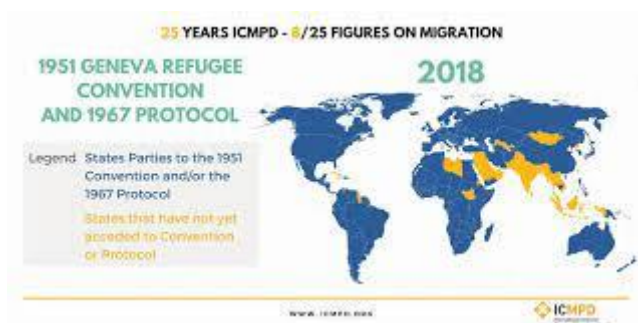 25 YEARS ICMPD - 6/25 FIGURES ON MIGRATION
1951 GENEVA REFUGEE
CONVENTION
AND 1967 PROTOCOL
2018
Legend States Parties to the 1951
Convention and/or the
1967 Protocol
States that have not yet
acceded to Convention
or Protocol
WWW.ICMPD.ORG
ICMPD